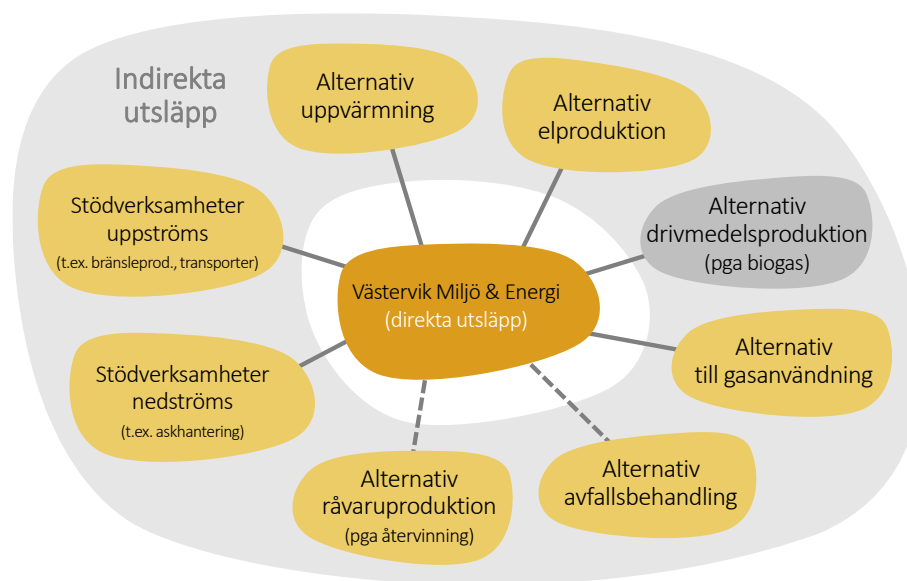 Indirekta
utsläpp
Alternativ
uppvärmning
Alternativ
elproduktion
Stödverksamheter
uppströms
(t.ex. bränsleprod., transporter)
Alternativ
drivmedelsproduktion
(pga biogas)
Västervik Miljö & Energi
(direkta utsläpp)
Stödverksamheter
nedströms
(t.ex. askhantering)
Alternativ
till gasanvändning
Alternativ
råvaruproduktion
(pga återvinning)
Alternativ
avfallsbehandling